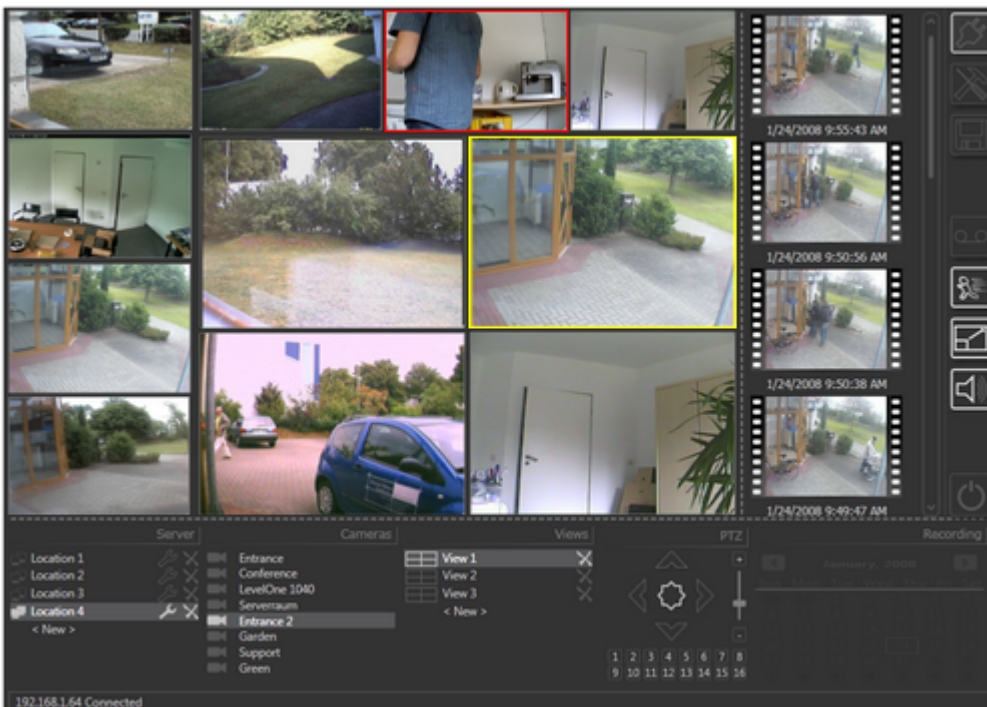 1/24/2008 9:55:43 AM
1/24/2008 9:50:56 AM
1/24/2008 9:50:38 AM
1/24/2008 9:49:47 AM
Server
Location 1
Location 2
Location 3
Location 4
< New >
Cameras
Entrance
Conference
LevelOne 1040
Serverraum
Entrance 2
Garden
Support
Green
Views
View 1
View 2
View 3
< New >
PTZ
+
-
1 2 3 4 5 6 7 8
9 10 11 12 13 14 15 16
Recording
January, 2008
192.168.1.64 Connected